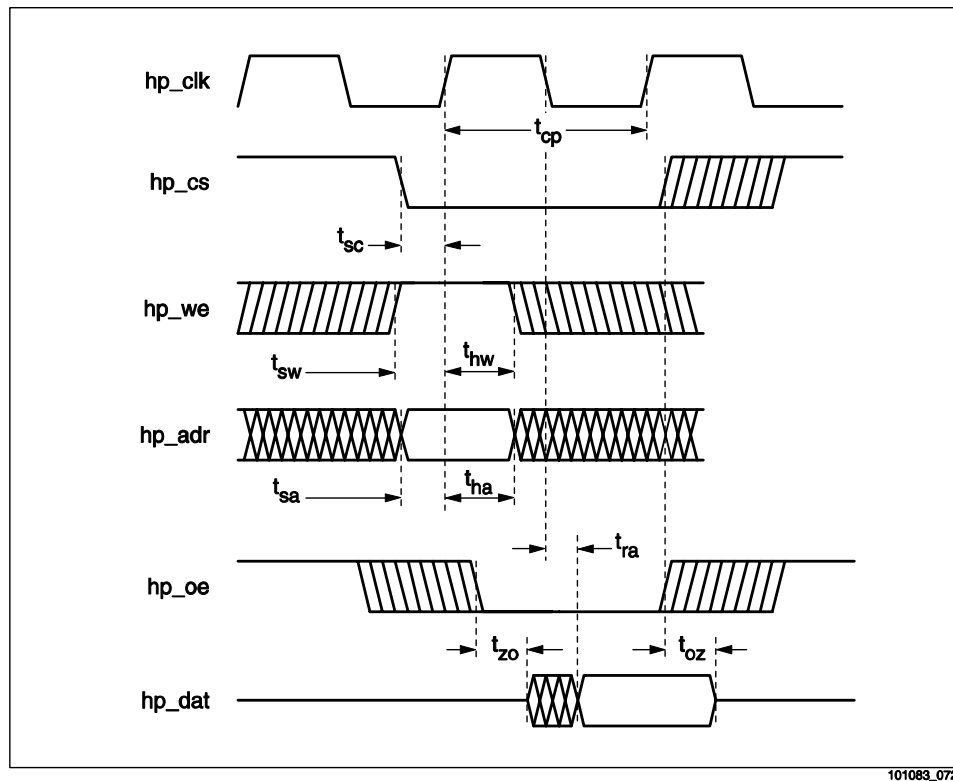 hp_clk
t_cp
hp_cs
t_sc
hp_we
t_sw
t_hw
hp_adr
t_sa
t_ha
t_ra
hp_oe
t_zo
t_oz
hp_dat